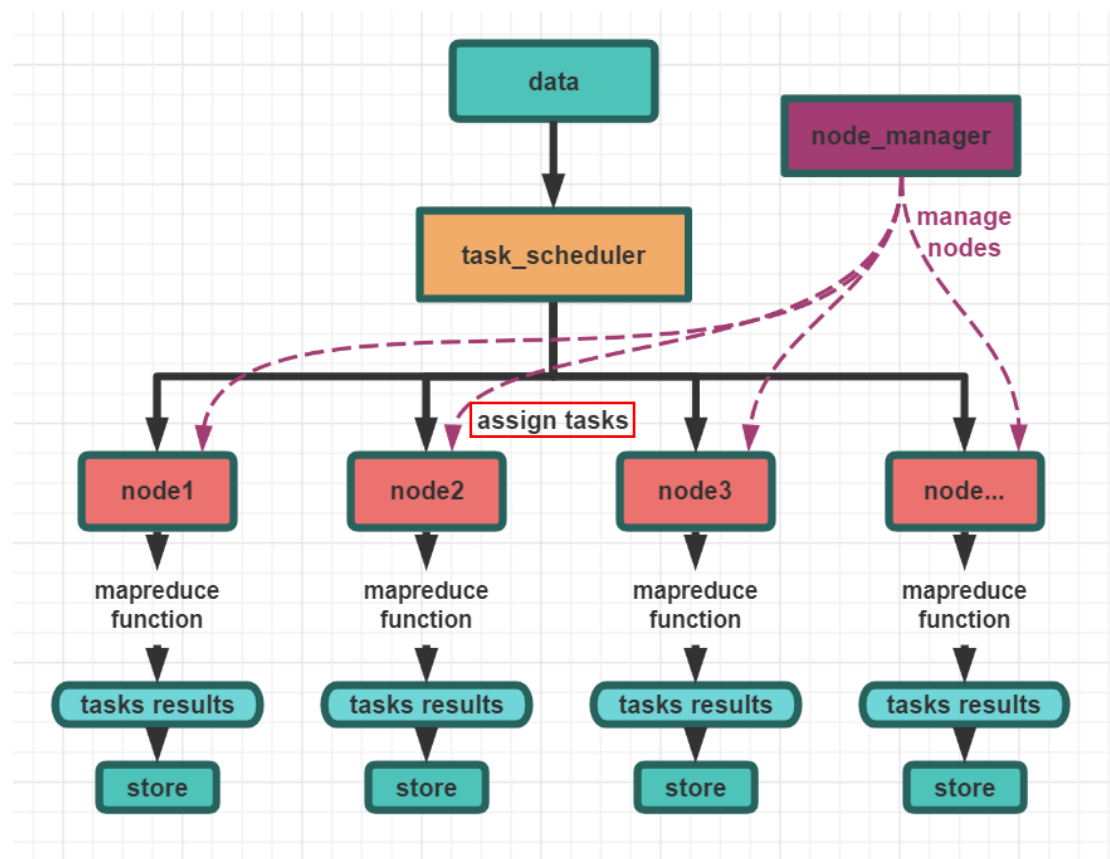 data
node_manager
manage
nodes
task_scheduler
assign tasks
node1
node2
node3
node...
mapreduce
function
mapreduce
function
mapreduce
function
mapreduce
function
tasks results
tasks results
tasks results
tasks results
store
store
store
store